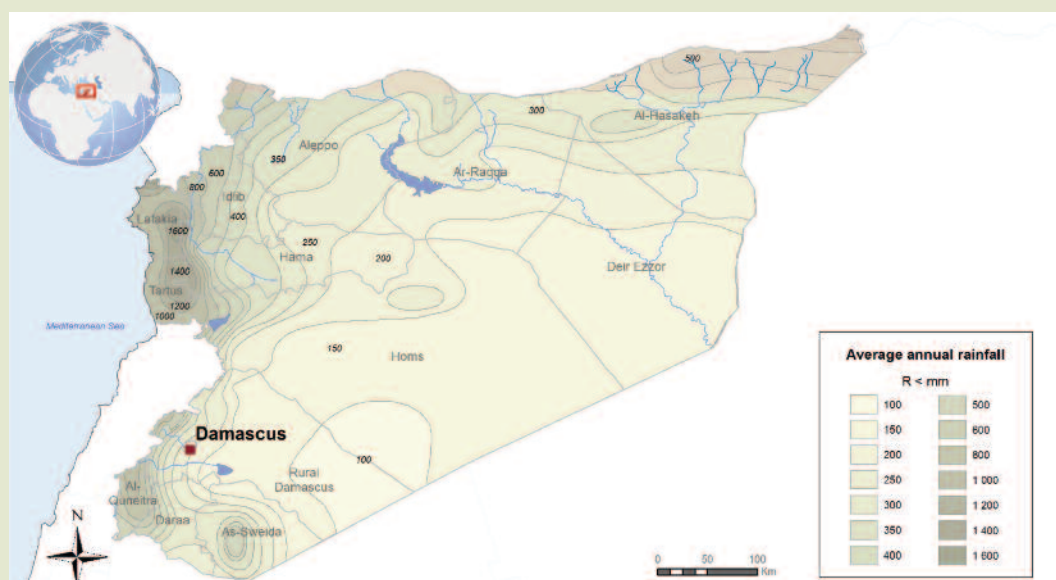 500
300
Al-Hasakeh
Aleppo
350
600
Ar-Raqqa
800
Idlib
400
Latakia
1600
250
Hama
200
Deir Ezzor
1400
Tartus
1200
1000
Mediterranean Sea
150
Homs
Damascus
100
Rural
Damascus
Al-
Quneitra
Daraa
As-Sweida
N
0
50
100
Km
Average annual rainfall
R < mm
100
150
200
250
300
350
400
500
600
800
1 000
1 200
1 400
1 600